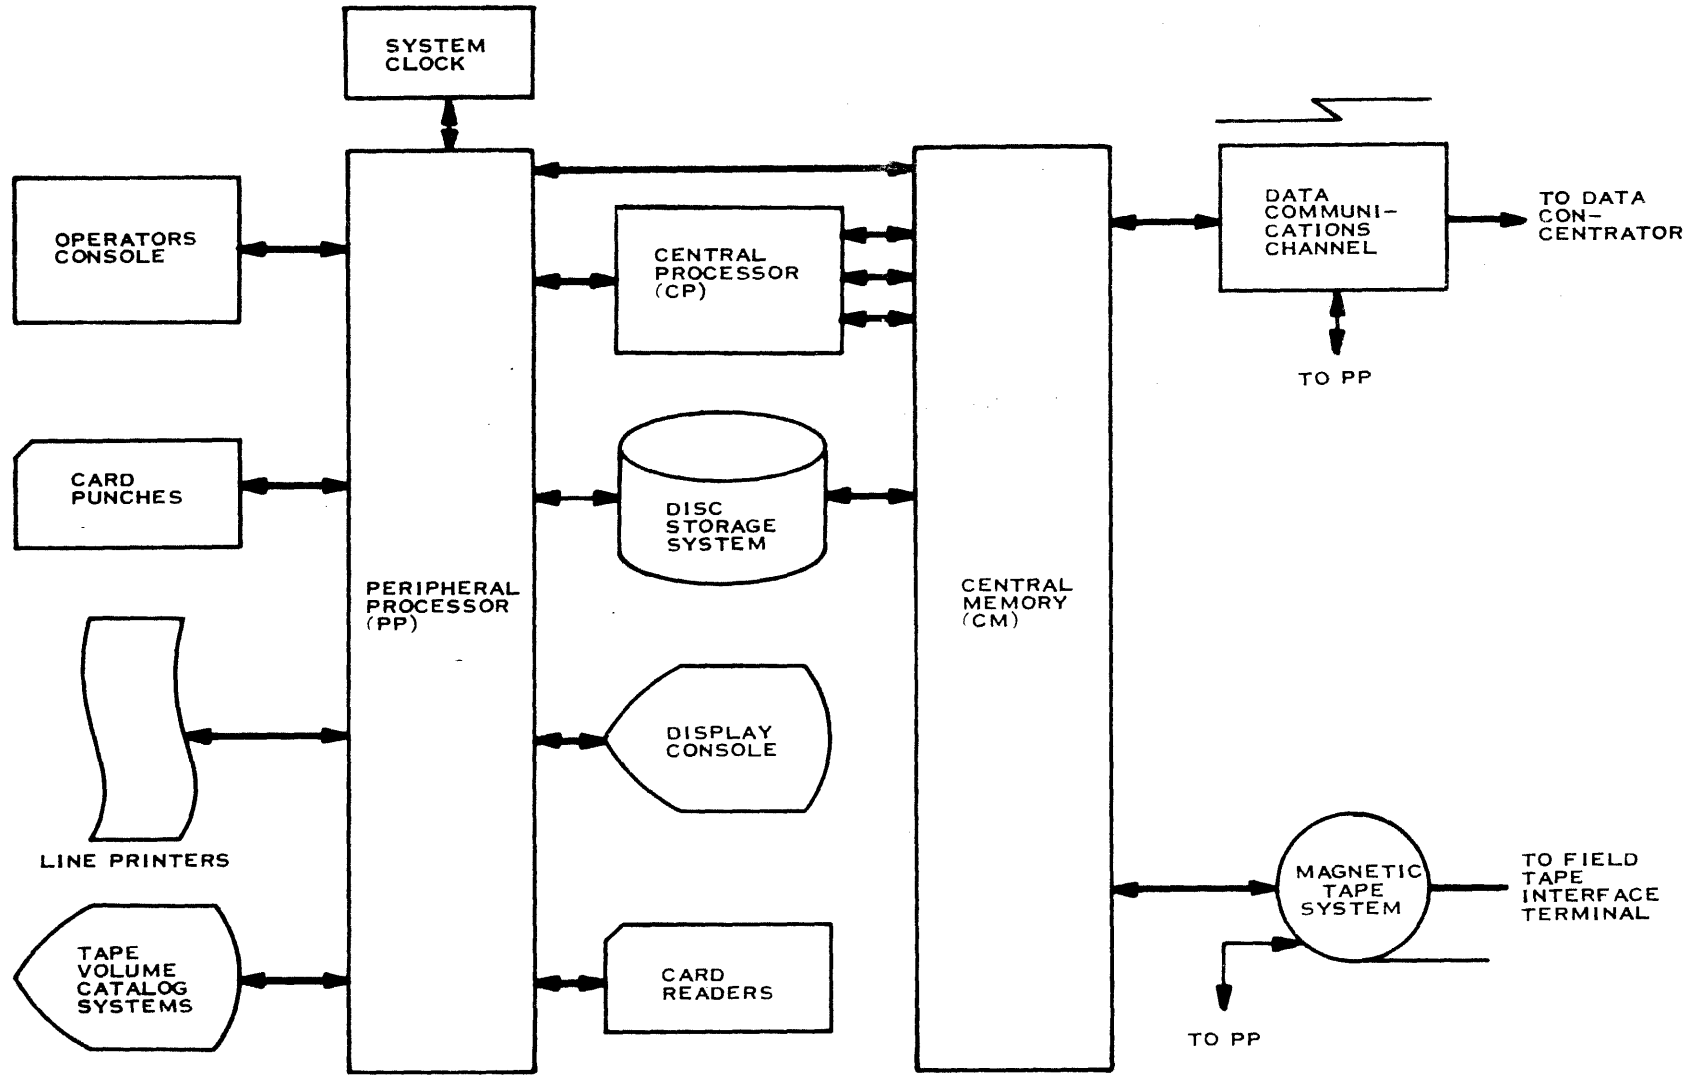 SYSTEM
CLOCK
OPERATORS
CONSOLE
CARD
PUNCHES
LINE PRINTERS
TAPE
VOLUME
CATALOG
SYSTEMS
PERIPHERAL
PROCESSOR
(PP)
CENTRAL
PROCESSOR
(CP)
DISC
STORAGE
SYSTEM
DISPLAY
CONSOLE
CARD
READERS
CENTRAL
MEMORY
(CM)
DATA
COMMUNI-
CATIONS
CHANNEL
TO DATA
CON-
CENTRATOR
TO PP
MAGNETIC
TAPE
SYSTEM
TO FIELD
TAPE
INTERFACE
TERMINAL
TO PP